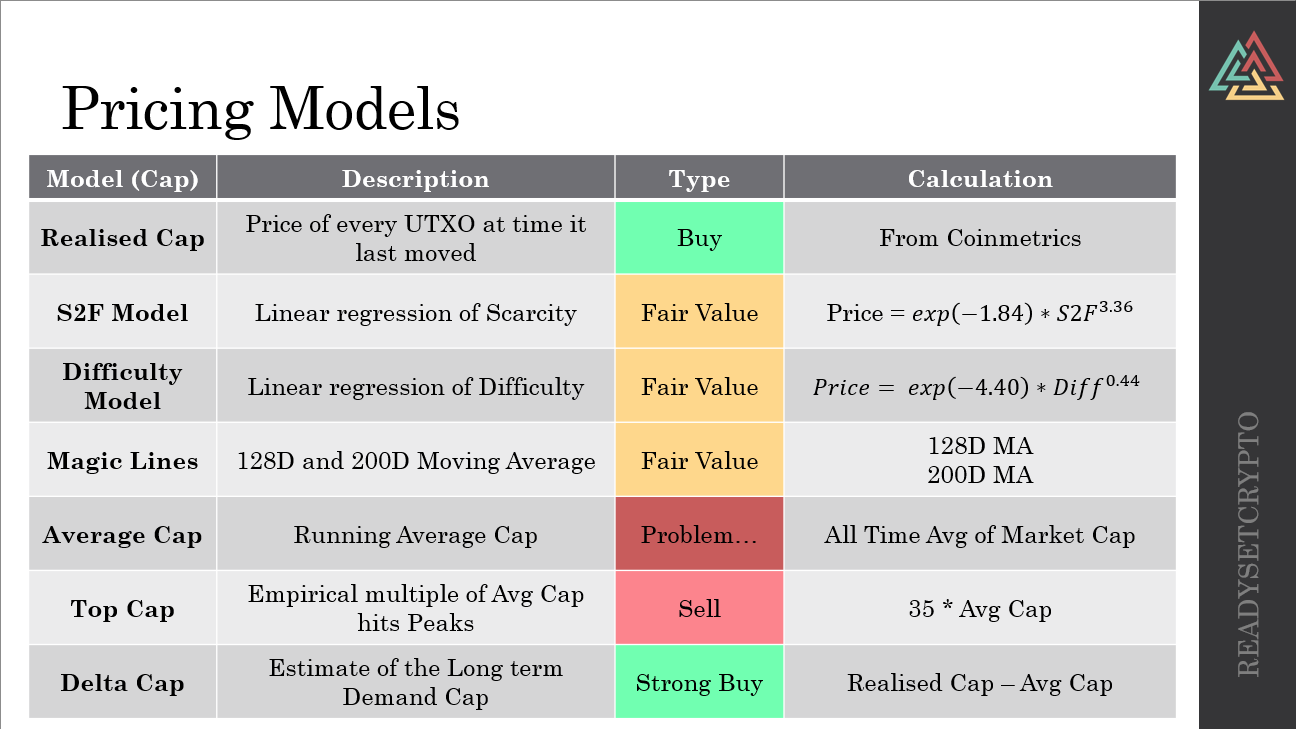 Pricing Models
Model (Cap) Description Type Calculation
Realised Cap Price of every UTXO at time it last moved Buy From Coinmetrics
S2F Model Linear regression of Scarcity Fair Value Price = exp(−1.84) ∗ S2F^3.36
Difficulty Model Linear regression of Difficulty Fair Value Price = exp(−4.40) ∗ Diff^0.44
Magic Lines 128D and 200D Moving Average Fair Value 128D MA 200D MA
Average Cap Running Average Cap Problem… All Time Avg of Market Cap
Top Cap Empirical multiple of Avg Cap hits Peaks Sell 35 * Avg Cap
Delta Cap Estimate of the Long term Demand Cap Strong Buy Realised Cap – Avg Cap
READYSETCRYPTO